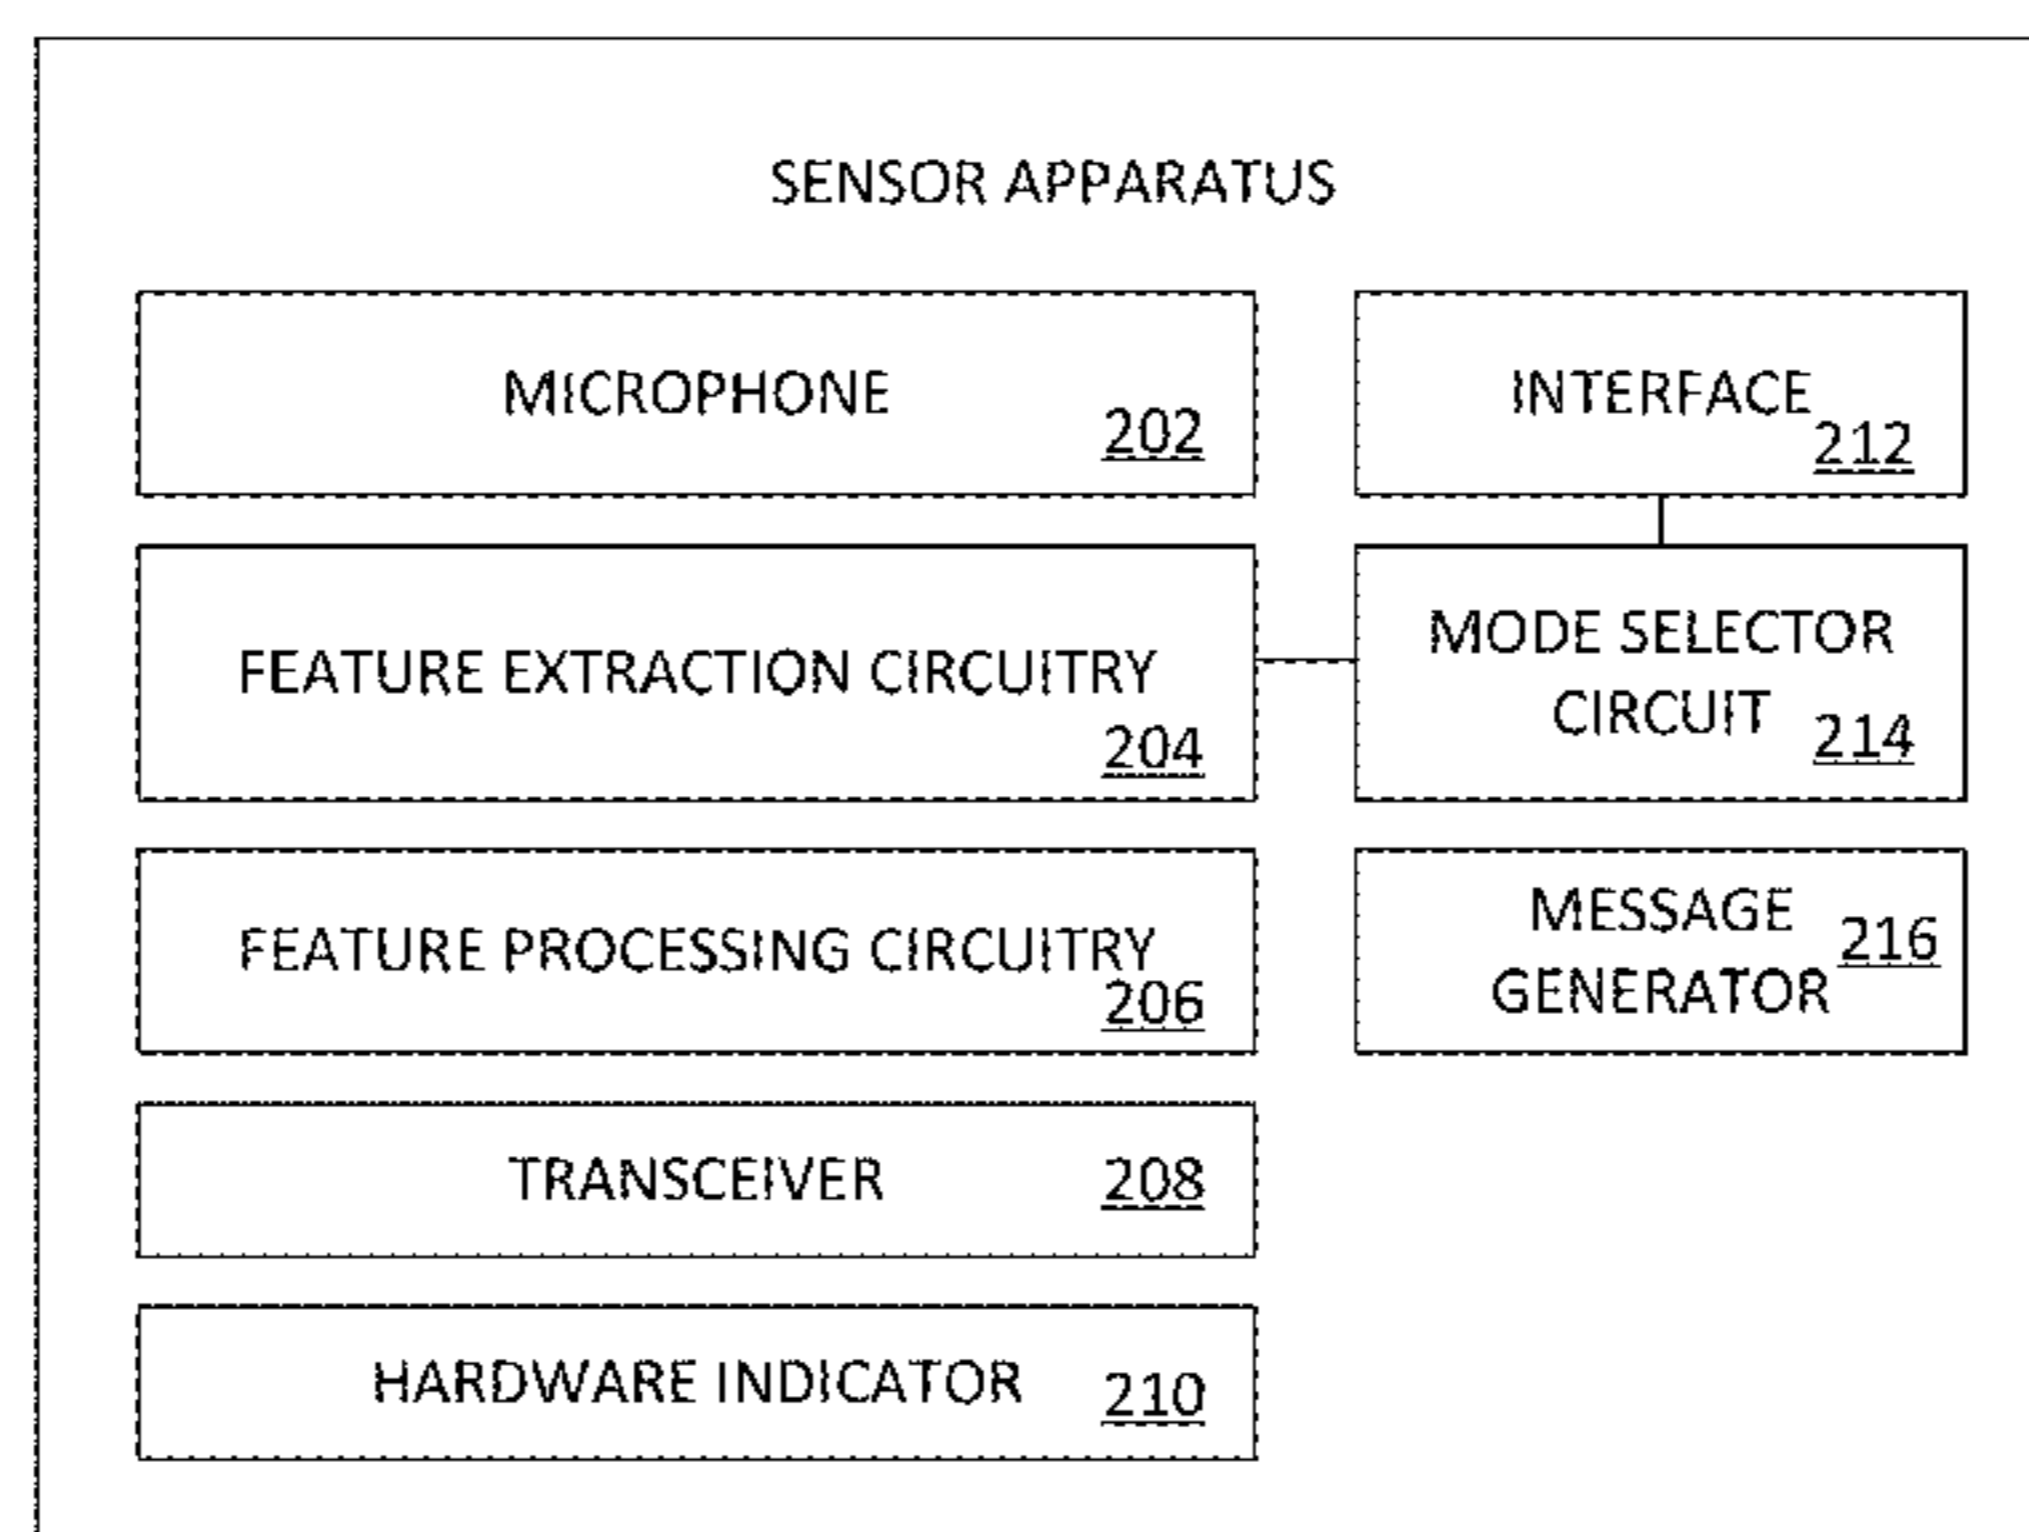 SENSOR APPARATUS
MICROPHONE
202
INTERFACE
212
FEATURE EXTRACTION CIRCUITRY
204
MODE SELECTOR
CIRCUIT
214
FEATURE PROCESSING CIRCUITRY
206
MESSAGE
GENERATOR
216
TRANSCEIVER
208
HARDWARE INDICATOR
210